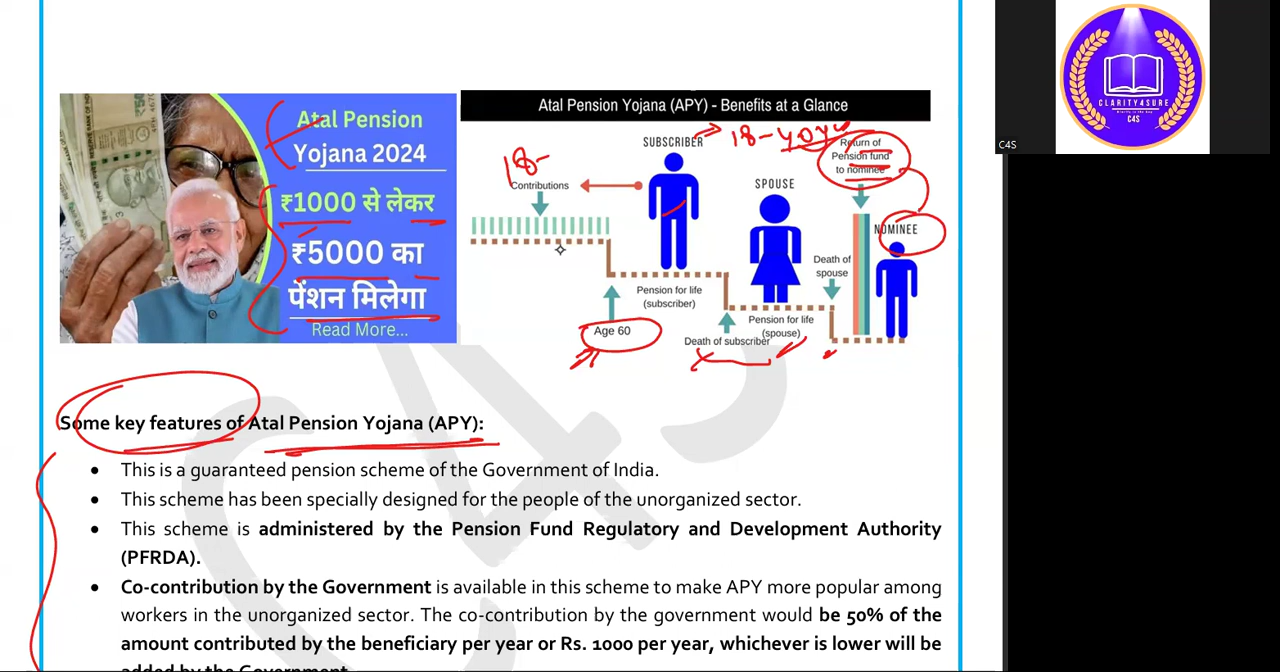 Atal Pension
Yojana 2024
₹1000 से लेकर
₹5000 का
पेंशन मिलेगा
Read More...
Atal Pension Yojana (APY) - Benefits at a Glance
SUBSCRIBER
18-40yrs
Return of
Pension fund
to nominee
18-
Contributions
SPOUSE
NOMINEE
Death of
spouse
Pension for life
(subscriber)
Pension for life
(spouse)
Age 60
Death of subscriber
Some key features of Atal Pension Yojana (APY):
• This is a guaranteed pension scheme of the Government of India.
• This scheme has been specially designed for the people of the unorganized sector.
• This scheme is administered by the Pension Fund Regulatory and Development Authority
(PFRDA).
• Co-contribution by the Government is available in this scheme to make APY more popular among
workers in the unorganized sector. The co-contribution by the government would be 50% of the
amount contributed by the beneficiary per year or Rs. 1000 per year, whichever is lower will be
added by the Government.
C4S
CLARITY4SURE
C4S
C4S